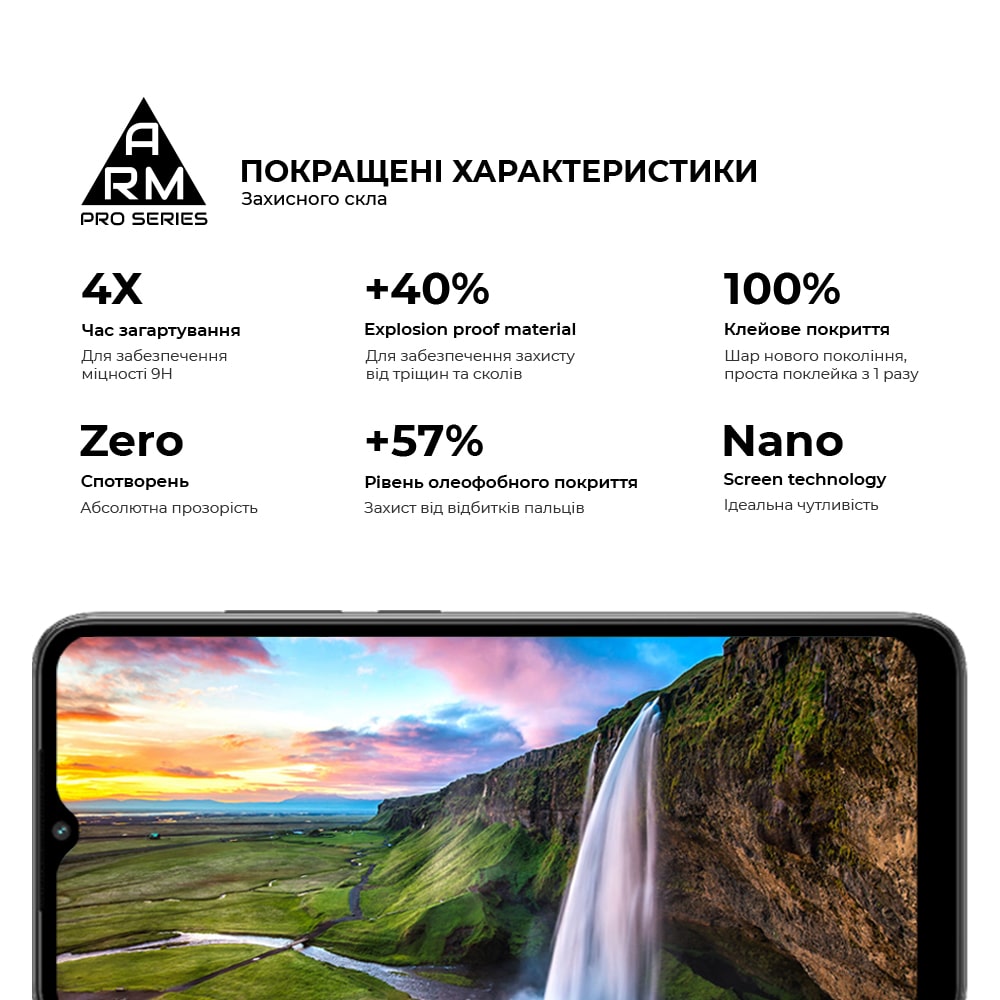 A
RM
PRO SERIES
ПОКРАЩЕНІ ХАРАКТЕРИСТИКИ
Захисного скла
4X
Час загартування
Для забезпечення
міцності 9H
+40%
Explosion proof material
Для забезпечення захисту
від тріщин та сколів
100%
Клейове покриття
Шар нового покоління,
проста поклейка з 1 разу
Zero
Спотворень
Абсолютна прозорість
+57%
Рівень олеофобного покриття
Захист від відбитків пальців
Nano
Screen technology
Ідеальна чутливість